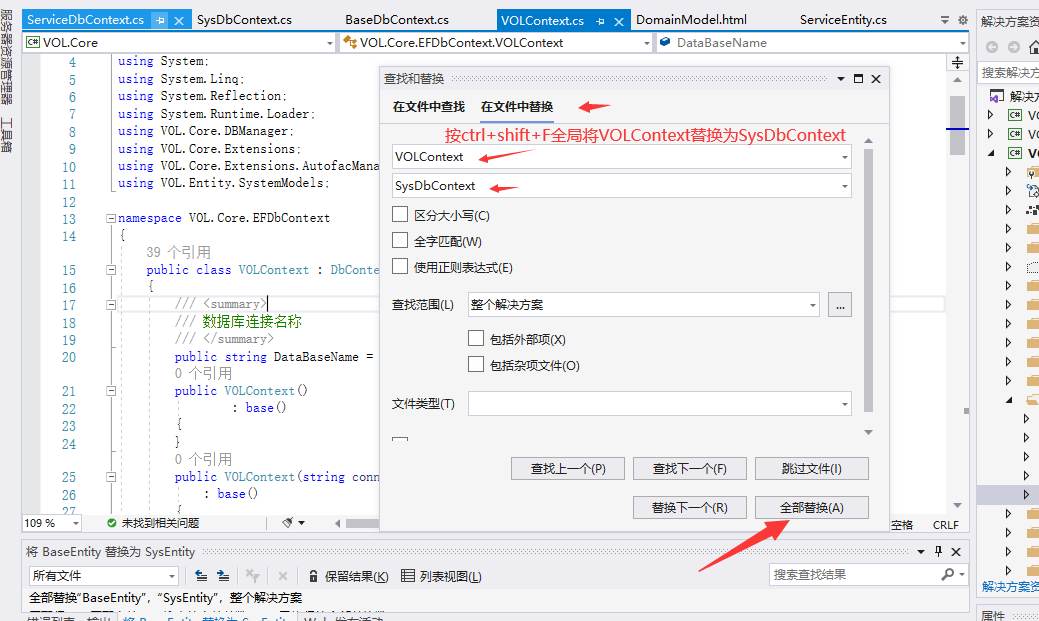 服务器资源管理器
工具箱
ServiceDbContext.cs
SysDbContext.cs
BaseDbContext.cs
VOLContext.cs
DomainModel.html
ServiceEntity.cs
VOL.Core
VOL.Core.EFDbContext.VOLContext
DataBaseName
4 using System;
5 using System.Linq;
6 using System.Reflection;
7 using System.Runtime.Loader;
8 using VOL.Core.DBManager;
9 using VOL.Core.Extensions;
10 using VOL.Core.Extensions.AutofacMana
11 using VOL.Entity.SystemModels;
12
13 namespace VOL.Core.EFDbContext
14 {
39 个引用
15 public class VOLContext : DbConte
16 {
17 /// <summary>
18 /// 数据库连接名称
19 /// </summary>
20 public string DataBaseName =
0 个引用
21 public VOLContext()
22 : base()
23 {
24 }
0 个引用
25 public VOLContext(string conn
26 : base()
27 {
查找和替换
在文件中查找 在文件中替换
按ctrl+shift+F全局将VOLContext替换为SysDbContext
VOLContext
SysDbContext
区分大小写(C)
全字匹配(W)
使用正则表达式(E)
查找范围(L) 整个解决方案 ...
包括外部项(X)
包括杂项文件(O)
文件类型(T)
查找上一个(P) 查找下一个(F) 跳过文件(I)
替换下一个(R) 全部替换(A)
109 % 未找到相关问题
空格 CRLF
将 BaseEntity 替换为 SysEntity
所有文件 保留结果(K) 列表视图(L) 搜索查找结果
全部替换"BaseEntity", "SysEntity", 整个解决方案
解决方案资
搜索解决方
解决方
C# VO
C# VO
C# VO
解决方案资
属性